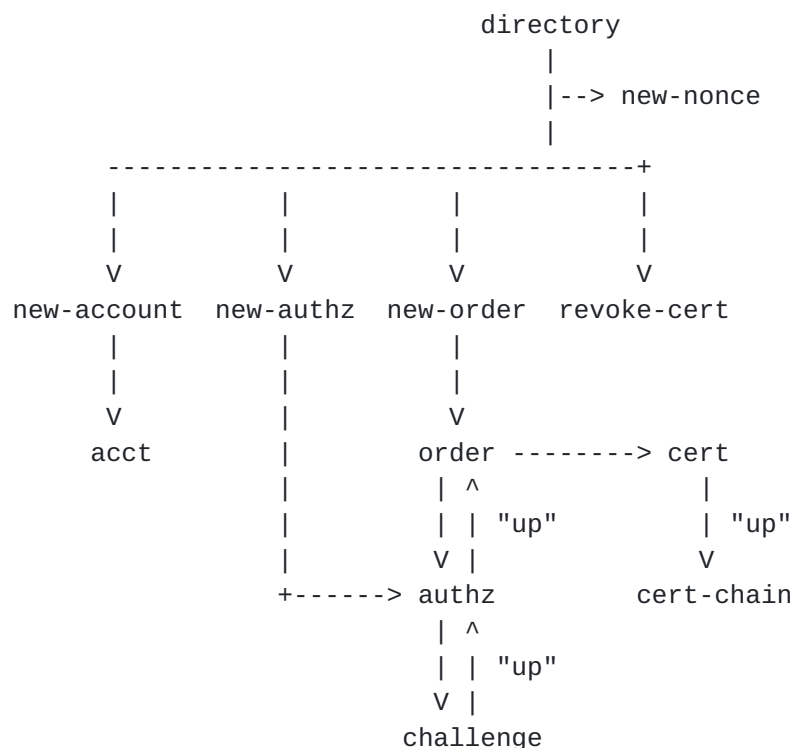 directory
|
|--> new-nonce
|
----------------------------------+
| | | |
| | | |
V V V V
new-account new-authz new-order revoke-cert
| | |
| | |
V | V
acct | order --------> cert
| | ^ |
| | | "up" | "up"
| V | V
+------> authz cert-chain
| ^
| | "up"
V |
challenge